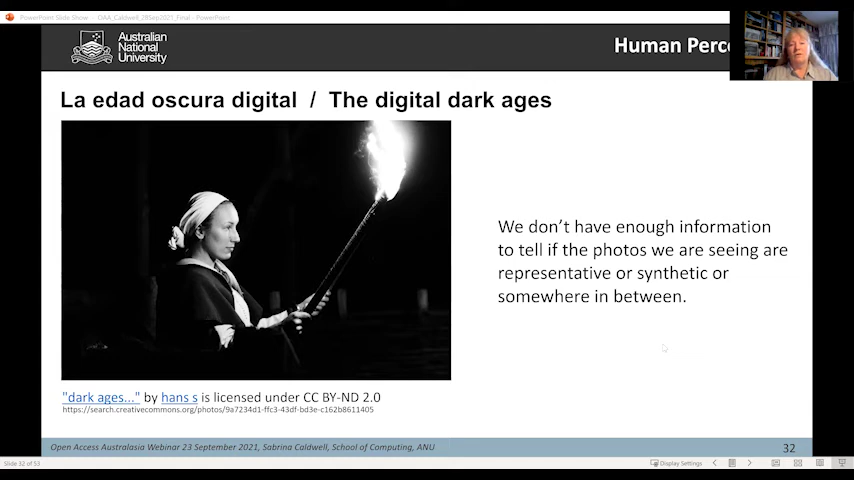 PowerPoint Slide Show - OAA_Caldwell_28Sep2021_Final - PowerPoint
Australian
National
University
Human Perce
La edad oscura digital / The digital dark ages
We don't have enough information
to tell if the photos we are seeing are
representative or synthetic or
somewhere in between.
"dark ages..." by hans s is licensed under CC BY-ND 2.0
https://search.creativecommons.org/photos/9a7234d1-ffc3-43df-bd3e-c162b8611405
Open Access Australasia Webinar 23 September 2021, Sabrina Caldwell, School of Computing, ANU
32
Slide 32 of 33
Display Settings